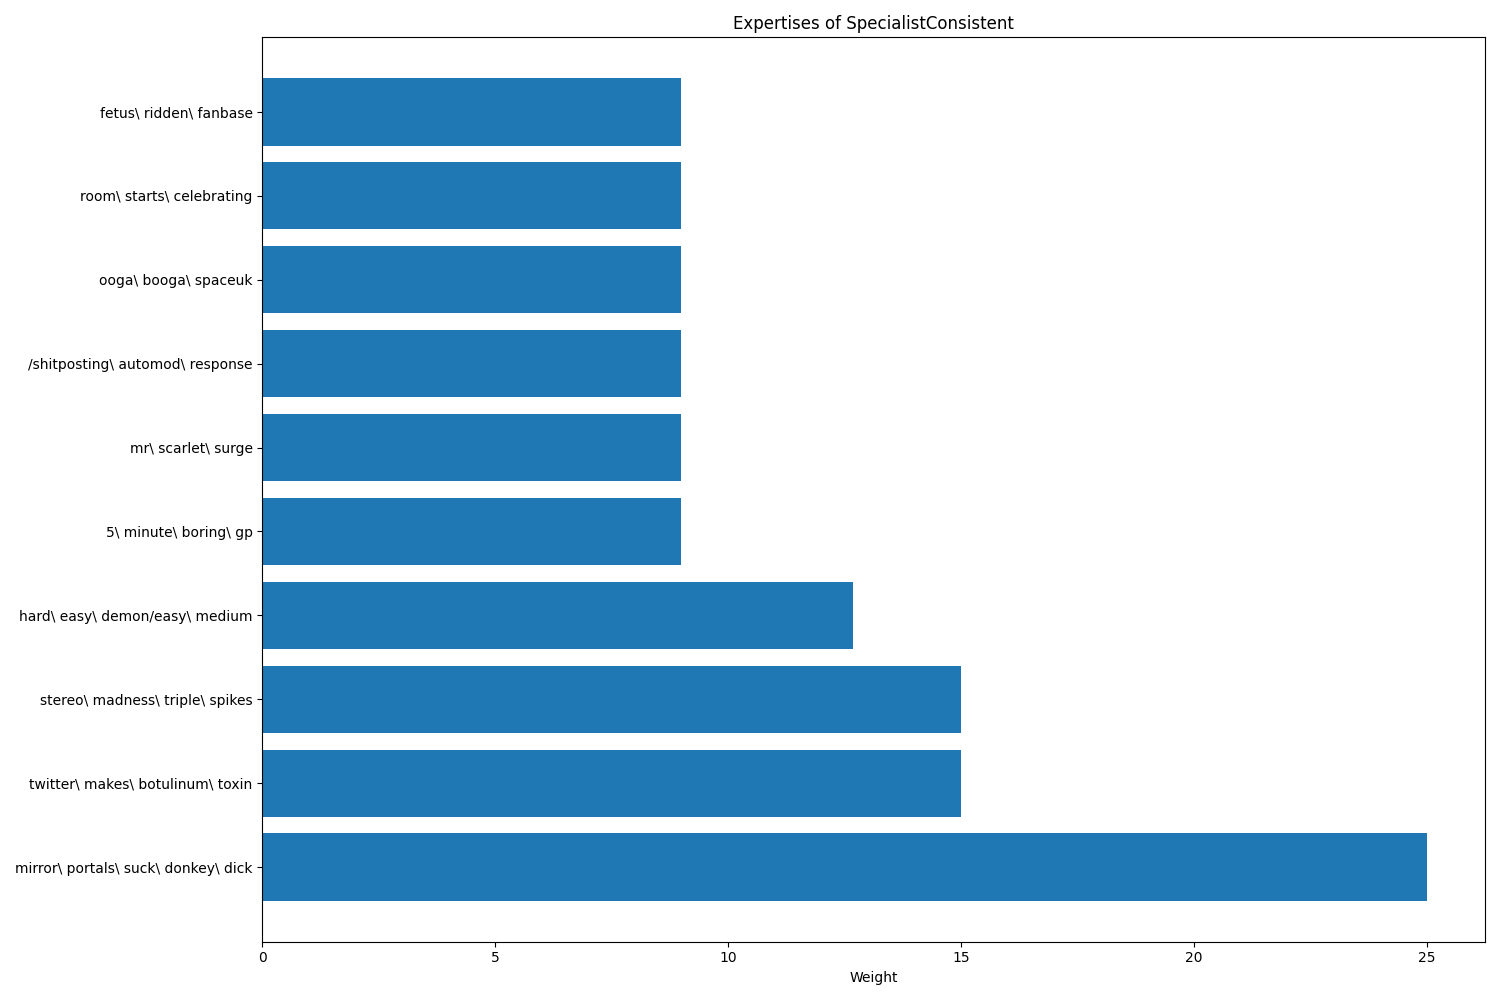 Expertises of SpecialistConsistent
fetus\ ridden\ fanbase
room\ starts\ celebrating
ooga\ booga\ spaceuk
/shitposting\ automod\ response
mr\ scarlet\ surge
5\ minute\ boring\ gp
hard\ easy\ demon/easy\ medium
stereo\ madness\ triple\ spikes
twitter\ makes\ botulinum\ toxin
mirror\ portals\ suck\ donkey\ dick
0 5 10 15 20 25
Weight